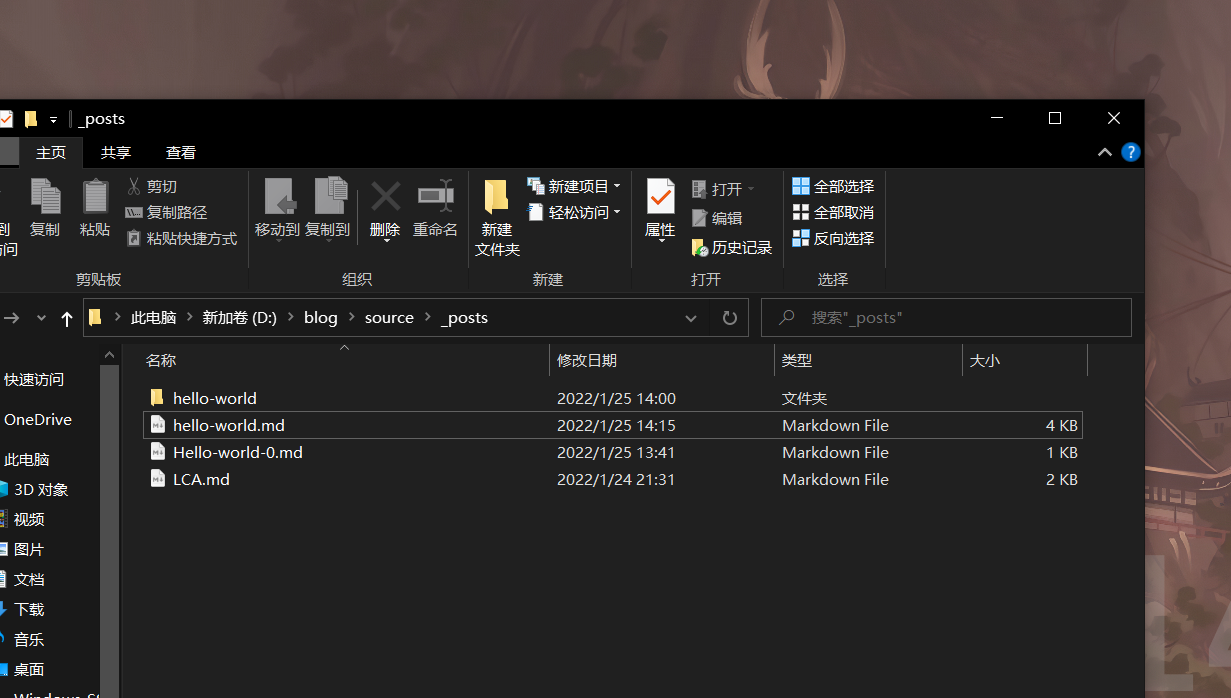 _posts
主页 共享 查看
复制 粘贴 剪切 复制路径 粘贴快捷方式
剪贴板
移动到 复制到 删除 重命名
组织
新建
文件夹
新建项目
轻松访问
新建
属性
打开
编辑
历史记录
打开
全部选择
全部取消
反向选择
选择
此电脑 新加卷 (D:) blog source _posts
搜索"_posts"
名称 修改日期 类型 大小
hello-world 2022/1/25 14:00 文件夹
hello-world.md 2022/1/25 14:15 Markdown File 4 KB
Hello-world-0.md 2022/1/25 13:41 Markdown File 1 KB
LCA.md 2022/1/24 21:31 Markdown File 2 KB
快速访问
OneDrive
此电脑
3D 对象
视频
图片
文档
下载
音乐
桌面